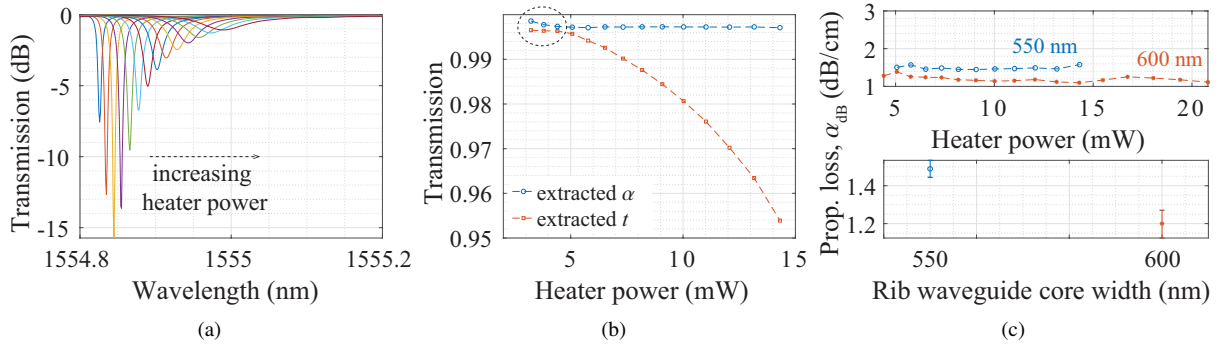 0
-5
-10
-15
Transmission (dB)
increasing
heater power
1554.8
1555
1555.2
Wavelength (nm)
(a)
0.99
0.98
0.97
0.96
0.95
Transmission
extracted α
extracted t
5
10
15
Heater power (mW)
(b)
3
2
1
550 nm
600 nm
5
10
15
20
Heater power (mW)
Prop. loss, αdB (dB/cm)
1.4
1.2
550
600
Rib waveguide core width (nm)
(c)